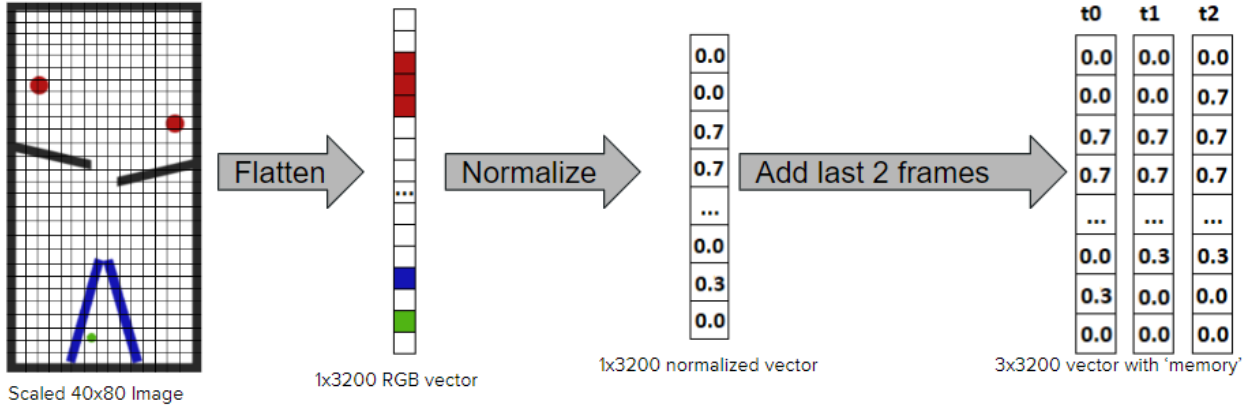 t0 t1 t2
0.0 0.0 0.0 0.0
0.0 0.0 0.0 0.7
0.7 0.7 0.7 0.7
Flatten Normalize Add last 2 frames
0.7 0.7 0.7 0.7
... ... ... ... ...
0.0 0.0 0.3 0.3
0.3 0.3 0.0 0.0
0.0 0.0 0.0 0.0
Scaled 40x80 Image
1x3200 RGB vector
1x3200 normalized vector
3x3200 vector with 'memory'